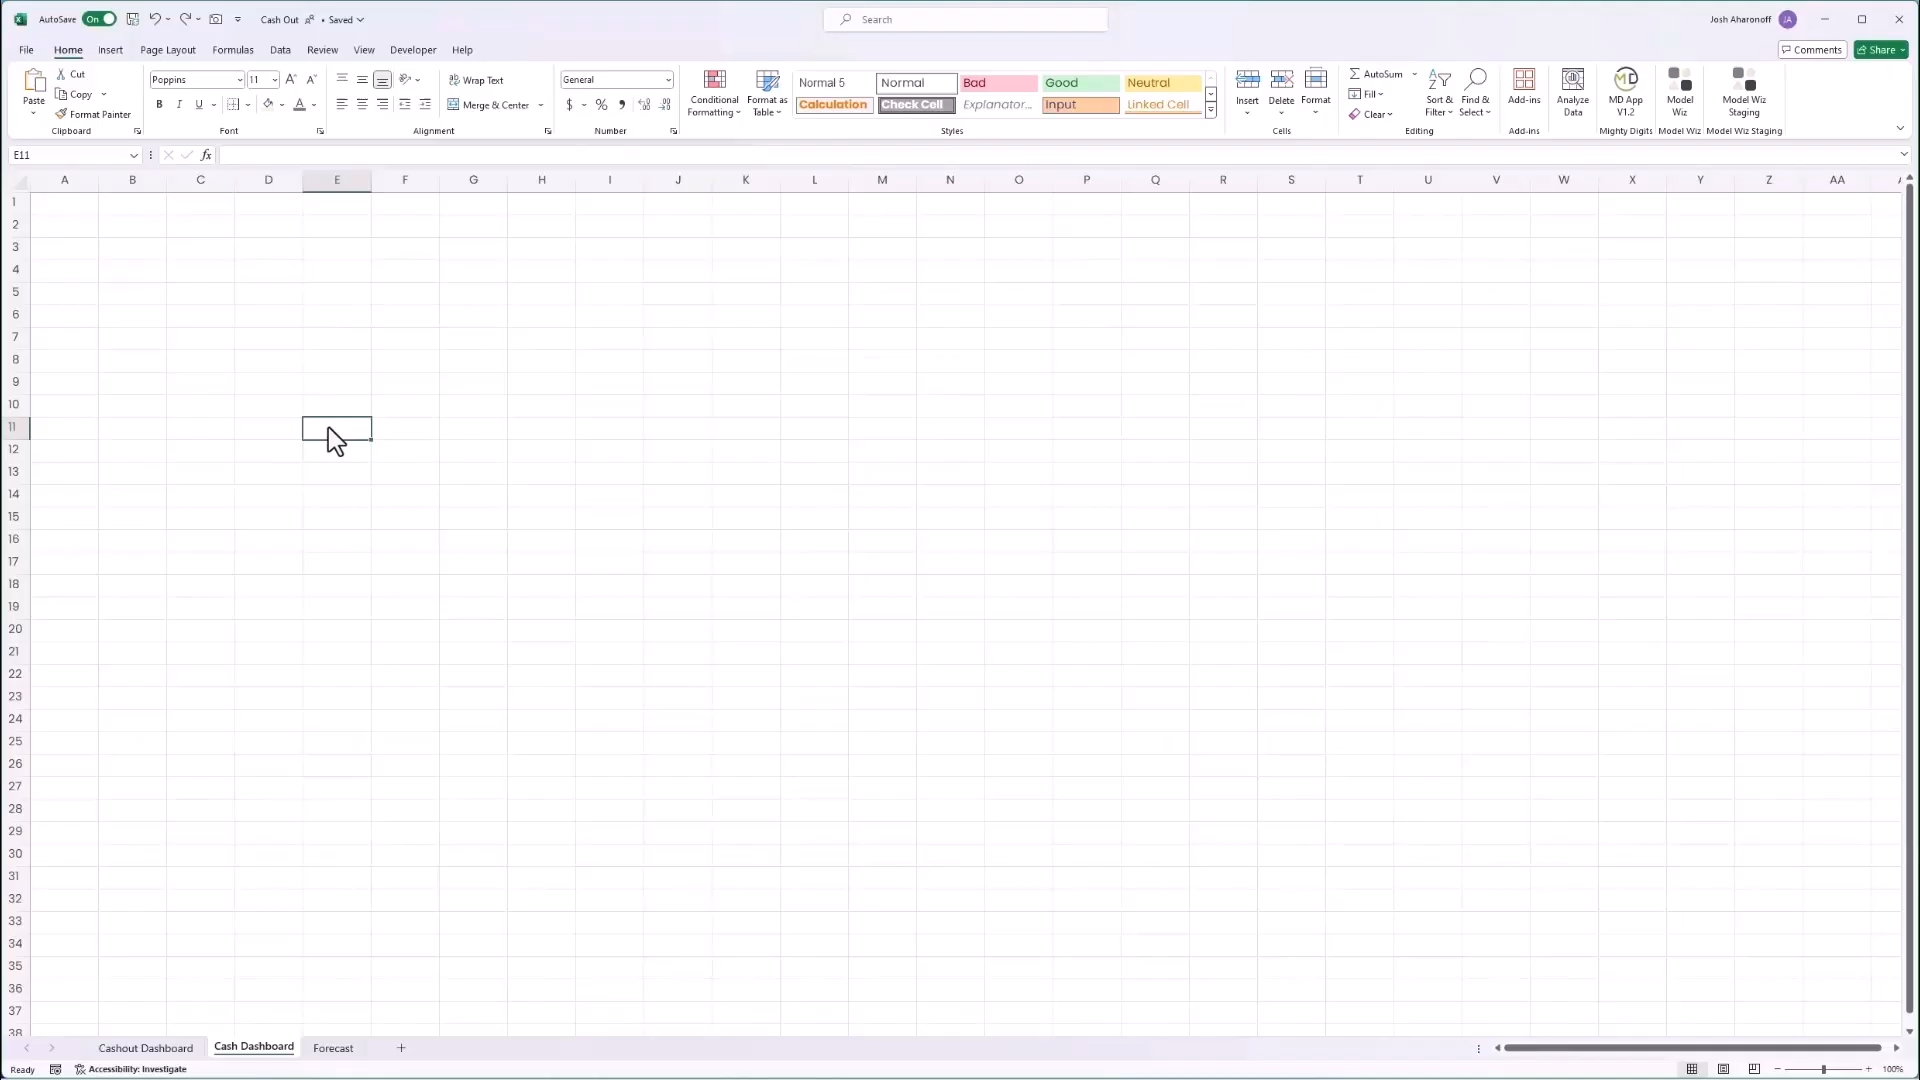 AutoSave On Cash Out • Saved Search Josh Aharonoff JA
File Home Insert Page Layout Formulas Data Review View Developer Help Comments Share
Paste Cut Copy Format Painter Clipboard
Poppins 11 B I U A Font
Wrap Text Merge & Center Alignment
General $ % Number
Conditional Formatting Format as Table
Normal 5 Normal Bad Good Neutral
Calculation Check Cell Explanator... Input Linked Cell
Styles
Insert Delete Format Cells
AutoSum Fill Clear Sort & Filter Find & Select Editing
Add-ins Add-ins
Analyze Data
MD App V1.2 Mighty Digits
Model Wiz Model Wiz
Model Wiz Staging Model Wiz Staging
E11 fx
A B C D E F G H I J K L M N O P Q R S T U V W X Y Z AA
1
2
3
4
5
6
7
8
9
10
11
12
13
14
15
16
17
18
19
20
21
22
23
24
25
26
27
28
29
30
31
32
33
34
35
36
37
38
Cashout Dashboard Cash Dashboard Forecast +
Ready Accessibility: Investigate 100%